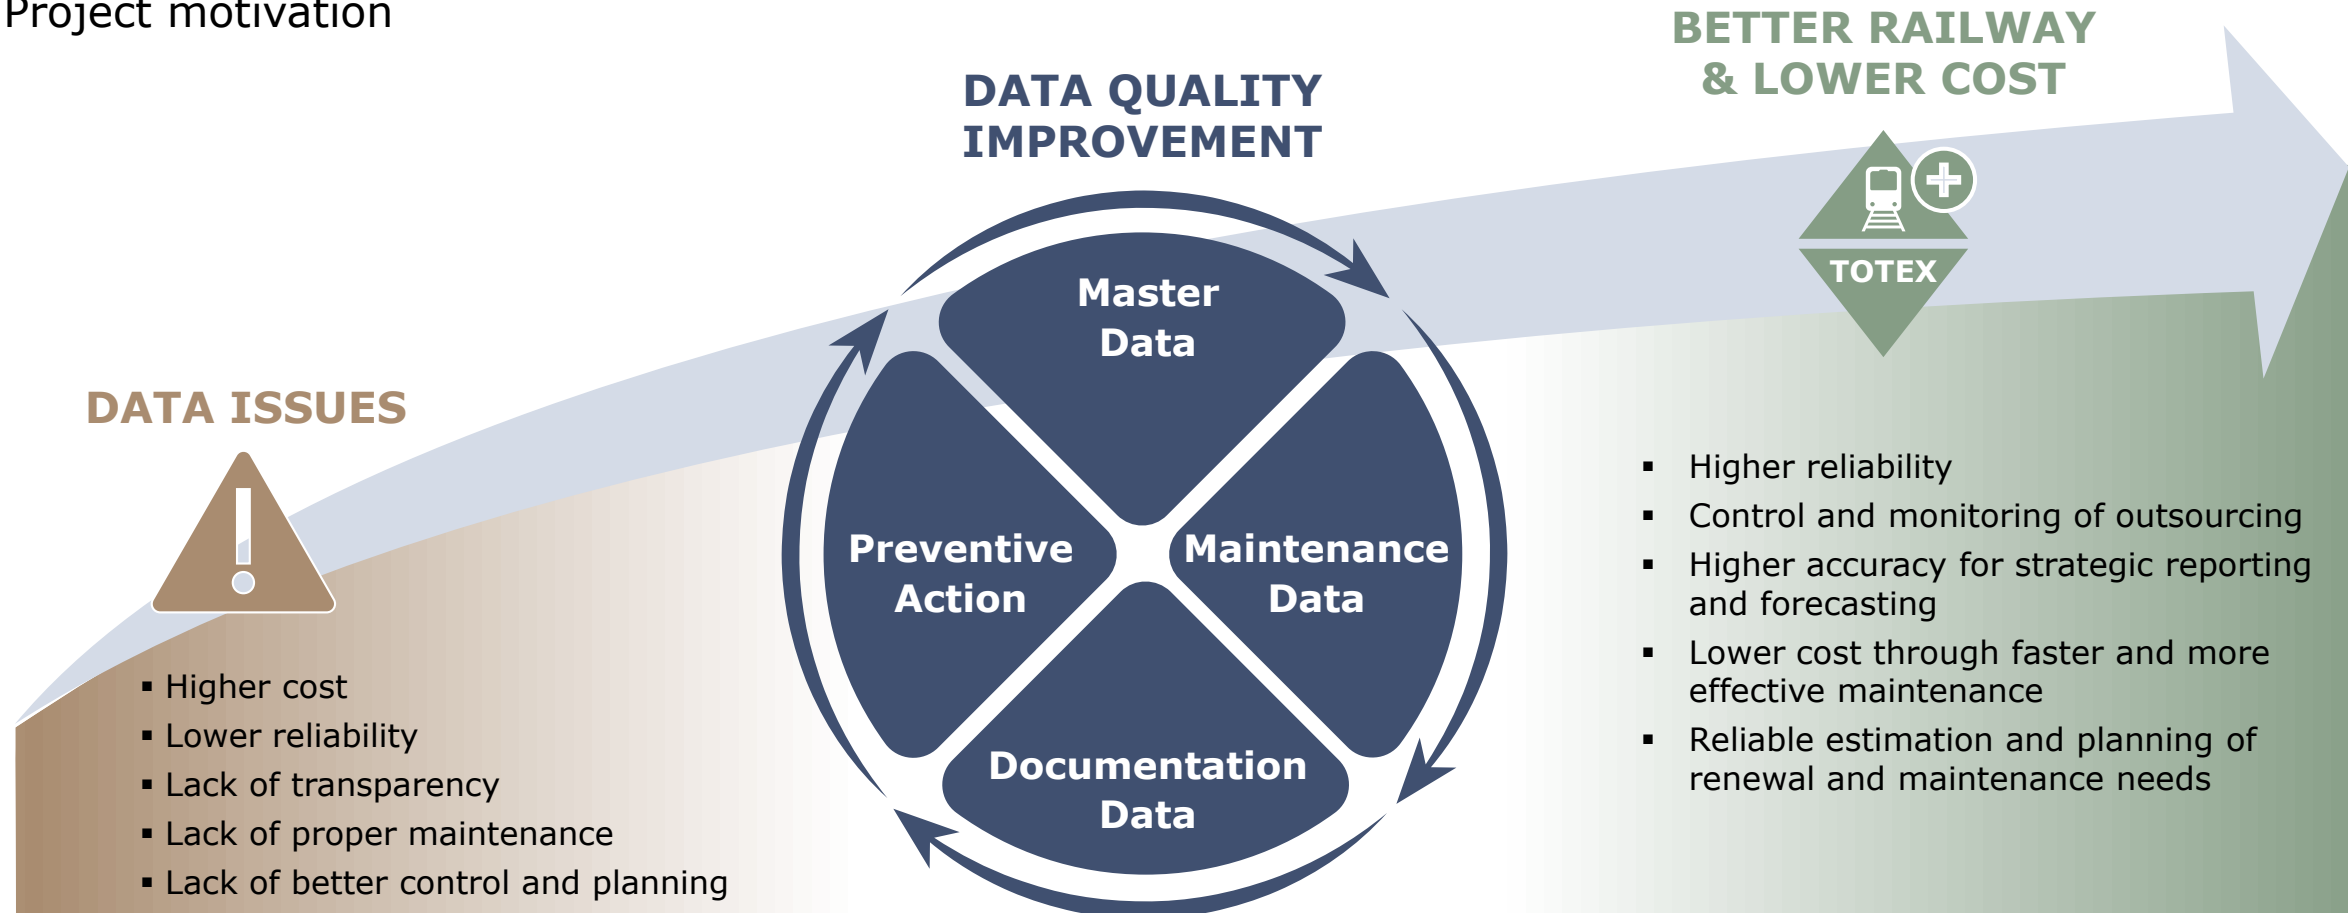 Project motivation
BETTER RAILWAY
& LOWER COST
DATA QUALITY
IMPROVEMENT
TOTEX
Master
Data
DATA ISSUES
Preventive
Action
Maintenance
Data
Documentation
Data
▪ Higher cost
▪ Lower reliability
▪ Lack of transparency
▪ Lack of proper maintenance
▪ Lack of better control and planning
▪ Higher reliability
▪ Control and monitoring of outsourcing
▪ Higher accuracy for strategic reporting
and forecasting
▪ Lower cost through faster and more
effective maintenance
▪ Reliable estimation and planning of
renewal and maintenance needs